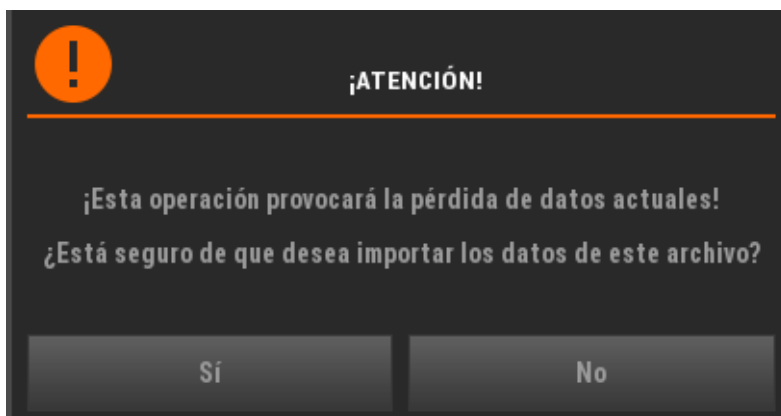 ¡ATENCIÓN!
¡Esta operación provocará la pérdida de datos actuales!
¿Está seguro de que desea importar los datos de este archivo?
Sí
No